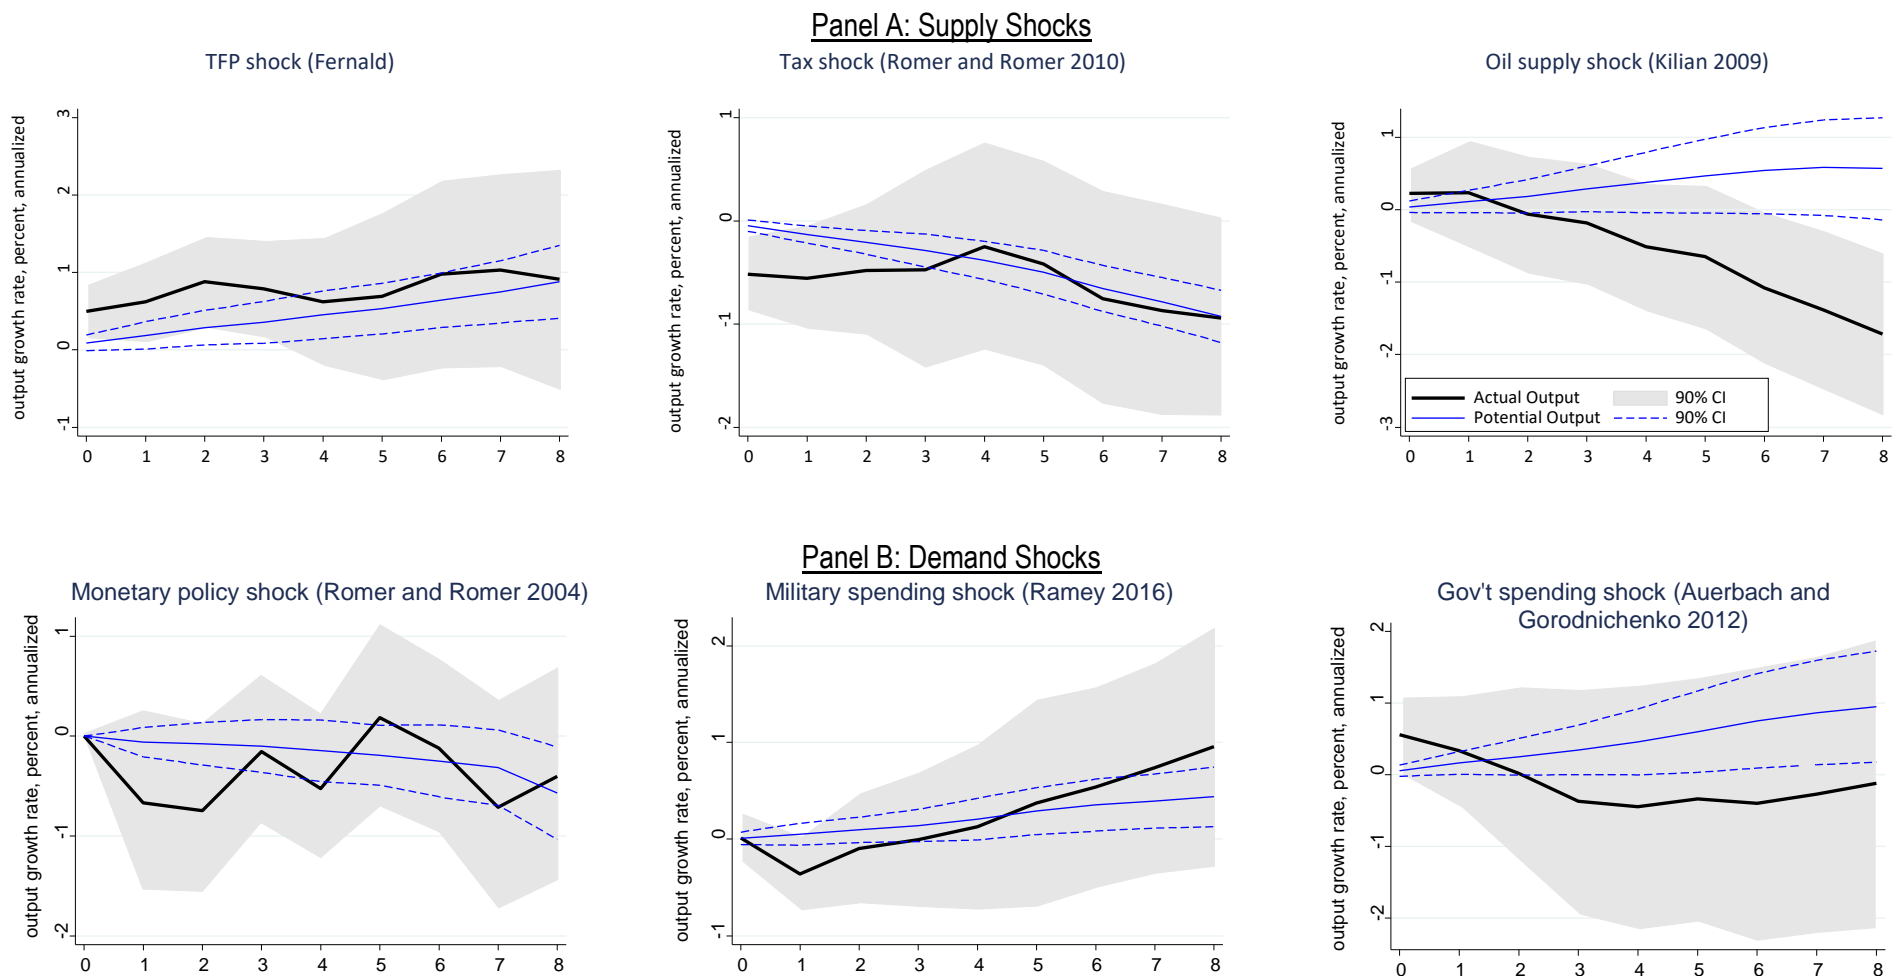 Panel A: Supply Shocks
TFP shock (Fernald)
output growth rate, percent, annualized
3
2
1
0
-1
0 1 2 3 4 5 6 7 8
Tax shock (Romer and Romer 2010)
output growth rate, percent, annualized
1
0
-1
-2
0 1 2 3 4 5 6 7 8
Oil supply shock (Kilian 2009)
output growth rate, percent, annualized
1
0
-1
-2
-3
Actual Output 90% CI
Potential Output 90% CI
0 1 2 3 4 5 6 7 8
Panel B: Demand Shocks
Monetary policy shock (Romer and Romer 2004)
output growth rate, percent, annualized
1
0
-1
-2
0 1 2 3 4 5 6 7 8
Military spending shock (Ramey 2016)
output growth rate, percent, annualized
2
1
0
-1
0 1 2 3 4 5 6 7 8
Gov't spending shock (Auerbach and
Gorodnichenko 2012)
output growth rate, percent, annualized
2
1
0
-1
-2
0 1 2 3 4 5 6 7 8